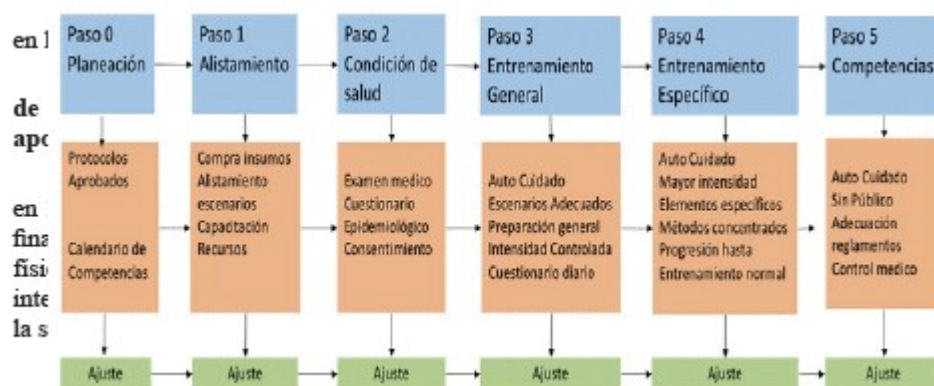 en l
de
apo
en
fina
físi
inte
la s
Paso 0
Planeación
Paso 1
Alistamiento
Paso 2
Condición de
salud
Paso 3
Entrenamiento
General
Paso 4
Entrenamiento
Específico
Paso 5
Competencias
Protocolos
Aprobados
Calendario de
Competencias
Compra insumos
Alistamiento
escenarios
Capacitación
Recursos
Examen medico
Cuestionario
Epidemiológico
Consentimiento
Auto Cuidado
Escenarios Adecuados
Preparación general
Intensidad Controlada
Cuestionario diario
Auto Cuidado
Mayor intensidad
Elementos específicos
Métodos concentrados
Progresión hasta
Entrenamiento normal
Auto Cuidado
Sin Público
Adecuación
reglamentos
Control medico
Ajuste
Ajuste
Ajuste
Ajuste
Ajuste
Ajuste